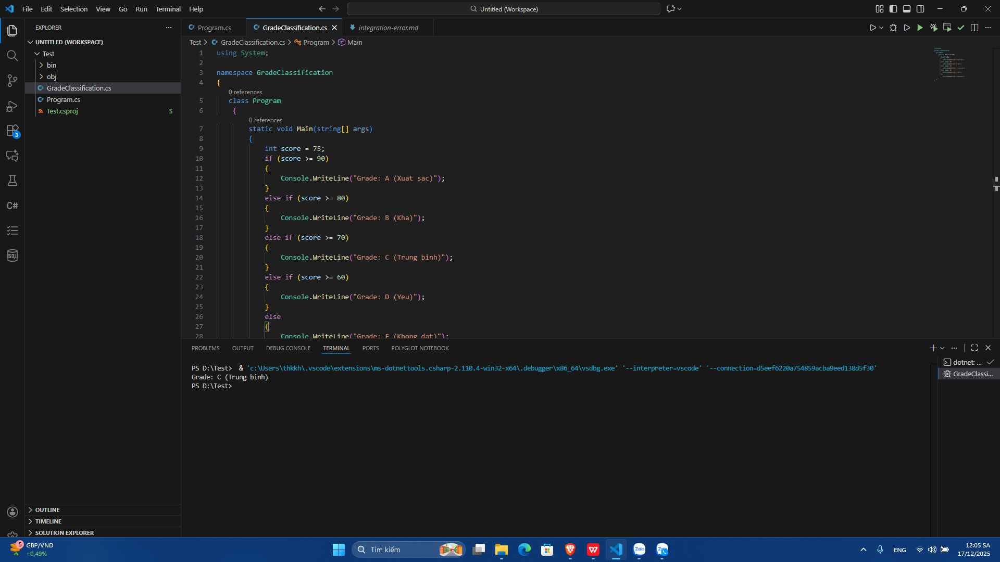 File Edit Selection View Go Run Terminal Help
Untitled (Workspace)
EXPLORER
UNTITLED (WORKSPACE)
Test
bin
obj
GradeClassification.cs
Program.cs
Test.csproj S
3
OUTLINE
TIMELINE
SOLUTION EXPLORER
Program.cs
GradeClassification.cs
integration-error.md
Test > GradeClassification.cs > Program > Main
1 using System;
2
3 namespace GradeClassification
4 {
0 references
5 class Program
6 {
0 references
7 static void Main(string[] args)
8 {
9 int score = 75;
10 if (score >= 90)
11 {
12 Console.WriteLine("Grade: A (Xuat sac)");
13 }
14 else if (score >= 80)
15 {
16 Console.WriteLine("Grade: B (Kha)");
17 }
18 else if (score >= 70)
19 {
20 Console.WriteLine("Grade: C (Trung binh)");
21 }
22 else if (score >= 60)
23 {
24 Console.WriteLine("Grade: D (Yeu)");
25 }
26 else
27 {
28 Console.WriteLine("Grade: F (Khong dat)");
PROBLEMS OUTPUT DEBUG CONSOLE TERMINAL PORTS POLYGLOT NOTEBOOK
PS D:\Test> & 'c:\Users\thkkh\.vscode\extensions\ms-dotnettools.csharp-2.110.4-win32-x64\.debugger\x86_64\vsdbg.exe' '--interpreter=vscode' '--connection=d5eef6220a754859acba9eed138d5f30'
Grade: C (Trung binh)
PS D:\Test>
dotnet: ...
GradeClassi...
C#
SQL
5
GBP/VND
+0,49%
Tìm kiếm
Zalo
ENG
12:05 SA
17/12/2025